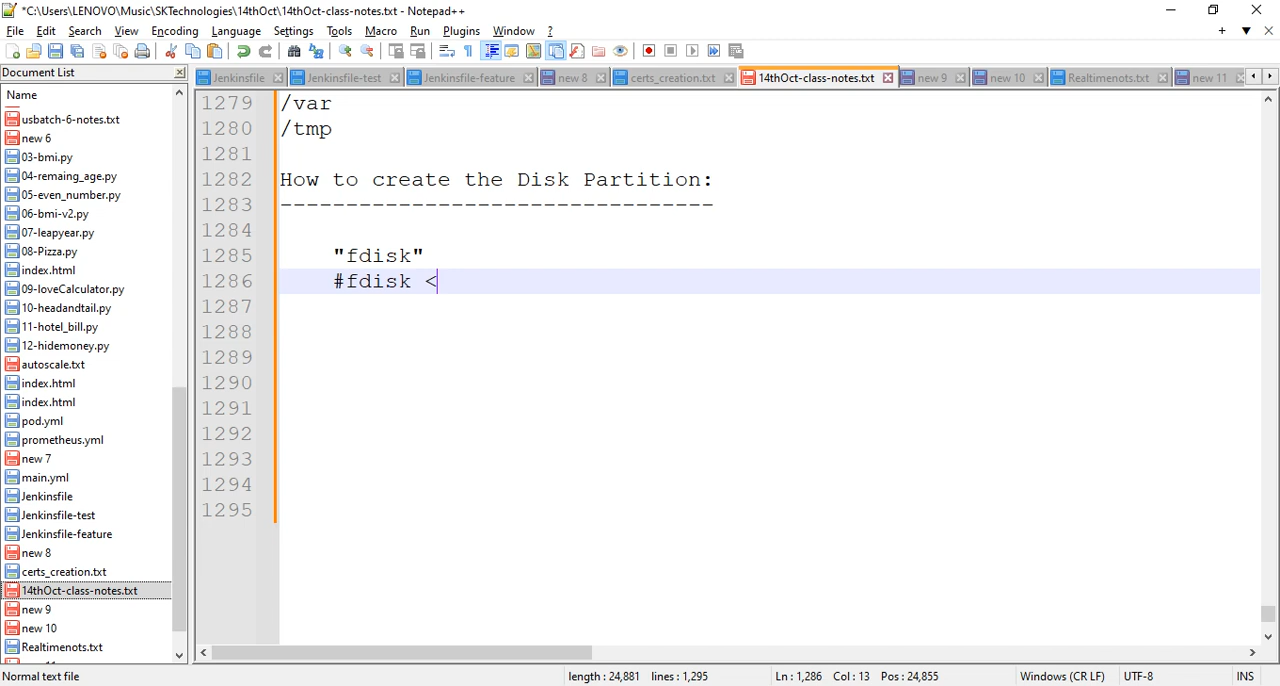 *C:\Users\LENOVO\Music\SKTechnologies\14thOct\14thOct-class-notes.txt - Notepad++
File Edit Search View Encoding Language Settings Tools Macro Run Plugins Window ?
Document List
Jenkinsfile Jenkinsfile-test Jenkinsfile-feature new 8 certs_creation.txt 14thOct-class-notes.txt new 9 new 10 Realtimenots.txt new 11
Name
usbatch-6-notes.txt
new 6
03-bmi.py
04-remaing_age.py
05-even_number.py
06-bmi-v2.py
07-leapyear.py
08-Pizza.py
index.html
09-loveCalculator.py
10-headandtail.py
11-hotel_bill.py
12-hidemoney.py
autoscale.txt
index.html
index.html
pod.yml
prometheus.yml
new 7
main.yml
Jenkinsfile
Jenkinsfile-test
Jenkinsfile-feature
new 8
certs_creation.txt
14thOct-class-notes.txt
new 9
new 10
Realtimenots.txt
1279 /var
1280 /tmp
1281
1282 How to create the Disk Partition:
1283 ---------------------------------
1284
1285 "fdisk"
1286 #fdisk <
1287
1288
1289
1290
1291
1292
1293
1294
1295
Normal text file length : 24,881 lines : 1,295 Ln : 1,286 Col : 13 Pos : 24,855 Windows (CR LF) UTF-8 INS